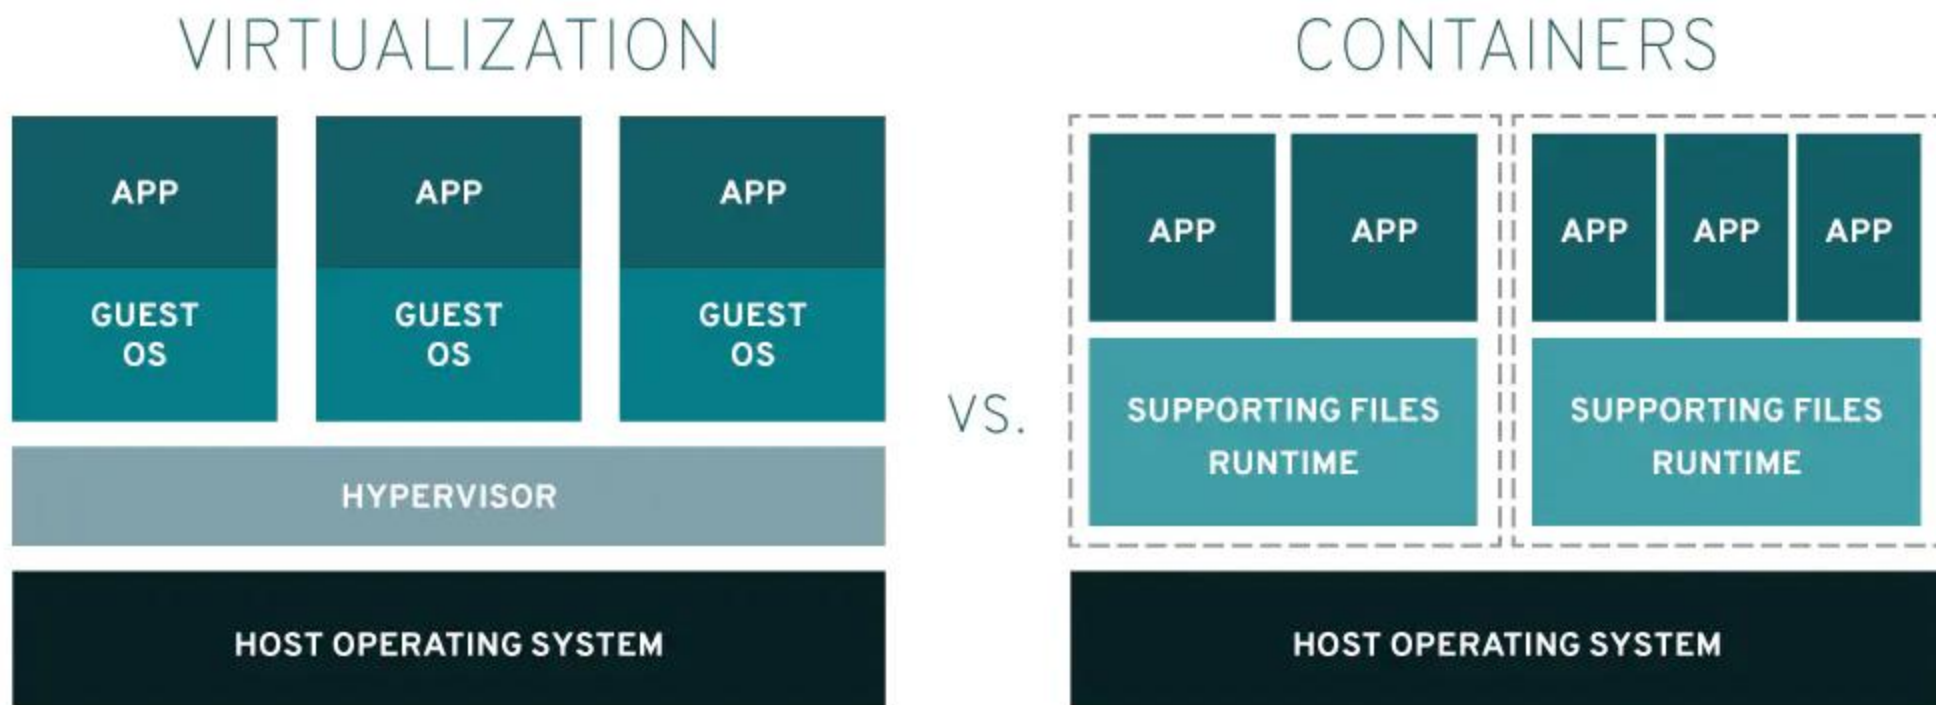 VIRTUALIZATION
APP
APP
APP
GUEST
OS
GUEST
OS
GUEST
OS
HYPERVISOR
HOST OPERATING SYSTEM
VS.
CONTAINERS
APP
APP
APP
APP
APP
SUPPORTING FILES
RUNTIME
SUPPORTING FILES
RUNTIME
HOST OPERATING SYSTEM